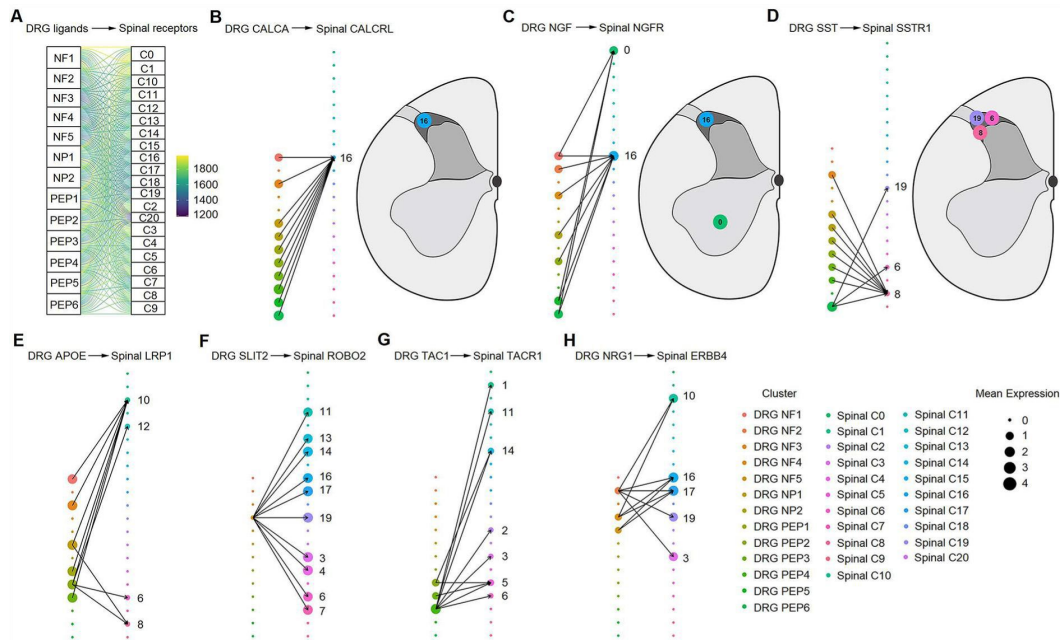 A
DRG ligands → Spinal receptors
NF1
NF2
NF3
NF4
NF5
NP1
NP2
PEP1
PEP2
PEP3
PEP4
PEP5
PEP6
C0
C1
C10
C11
C12
C13
C14
C15
C16
C17
C18
C19
C2
C20
C3
C4
C5
C6
C7
C8
C9
1800
1600
1400
1200
B
DRG CALCA → Spinal CALCRL
16
16
C
DRG NGF → Spinal NGFR
0
16
16
0
D
DRG SST → Spinal SSTR1
19
6
8
19
6
8
E
DRG APOE → Spinal LRP1
10
12
6
8
F
DRG SLIT2 → Spinal ROBO2
11
13
14
16
17
19
3
4
6
7
G
DRG TAC1 → Spinal TACR1
1
11
14
2
3
5
6
H
DRG NRG1 → Spinal ERBB4
10
16
17
19
3
Cluster
DRG NF1
DRG NF2
DRG NF3
DRG NF4
DRG NF5
DRG NP1
DRG NP2
DRG PEP1
DRG PEP2
DRG PEP3
DRG PEP4
DRG PEP5
DRG PEP6
Spinal C0
Spinal C1
Spinal C2
Spinal C3
Spinal C4
Spinal C5
Spinal C6
Spinal C7
Spinal C8
Spinal C9
Spinal C10
Spinal C11
Spinal C12
Spinal C13
Spinal C14
Spinal C15
Spinal C16
Spinal C17
Spinal C18
Spinal C19
Spinal C20
Mean Expression
0
1
2
3
4